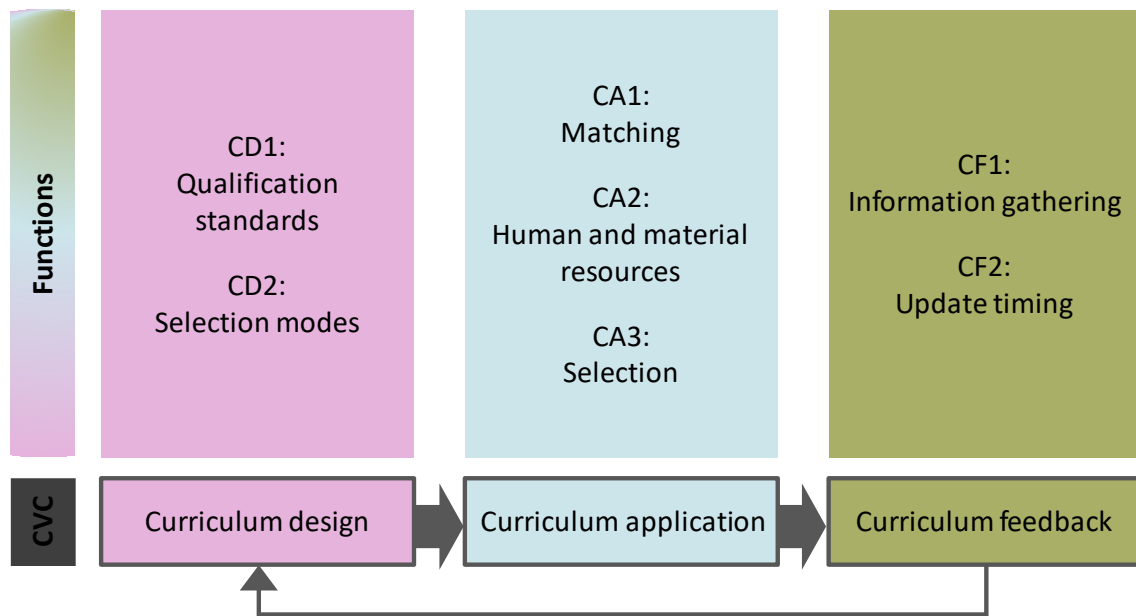 Functions
CD1:
Qualification
standards
CD2:
Selection modes
CA1:
Matching
CA2:
Human and material
resources
CA3:
Selection
CF1:
Information gathering
CF2:
Update timing
CVC
Curriculum design
Curriculum application
Curriculum feedback